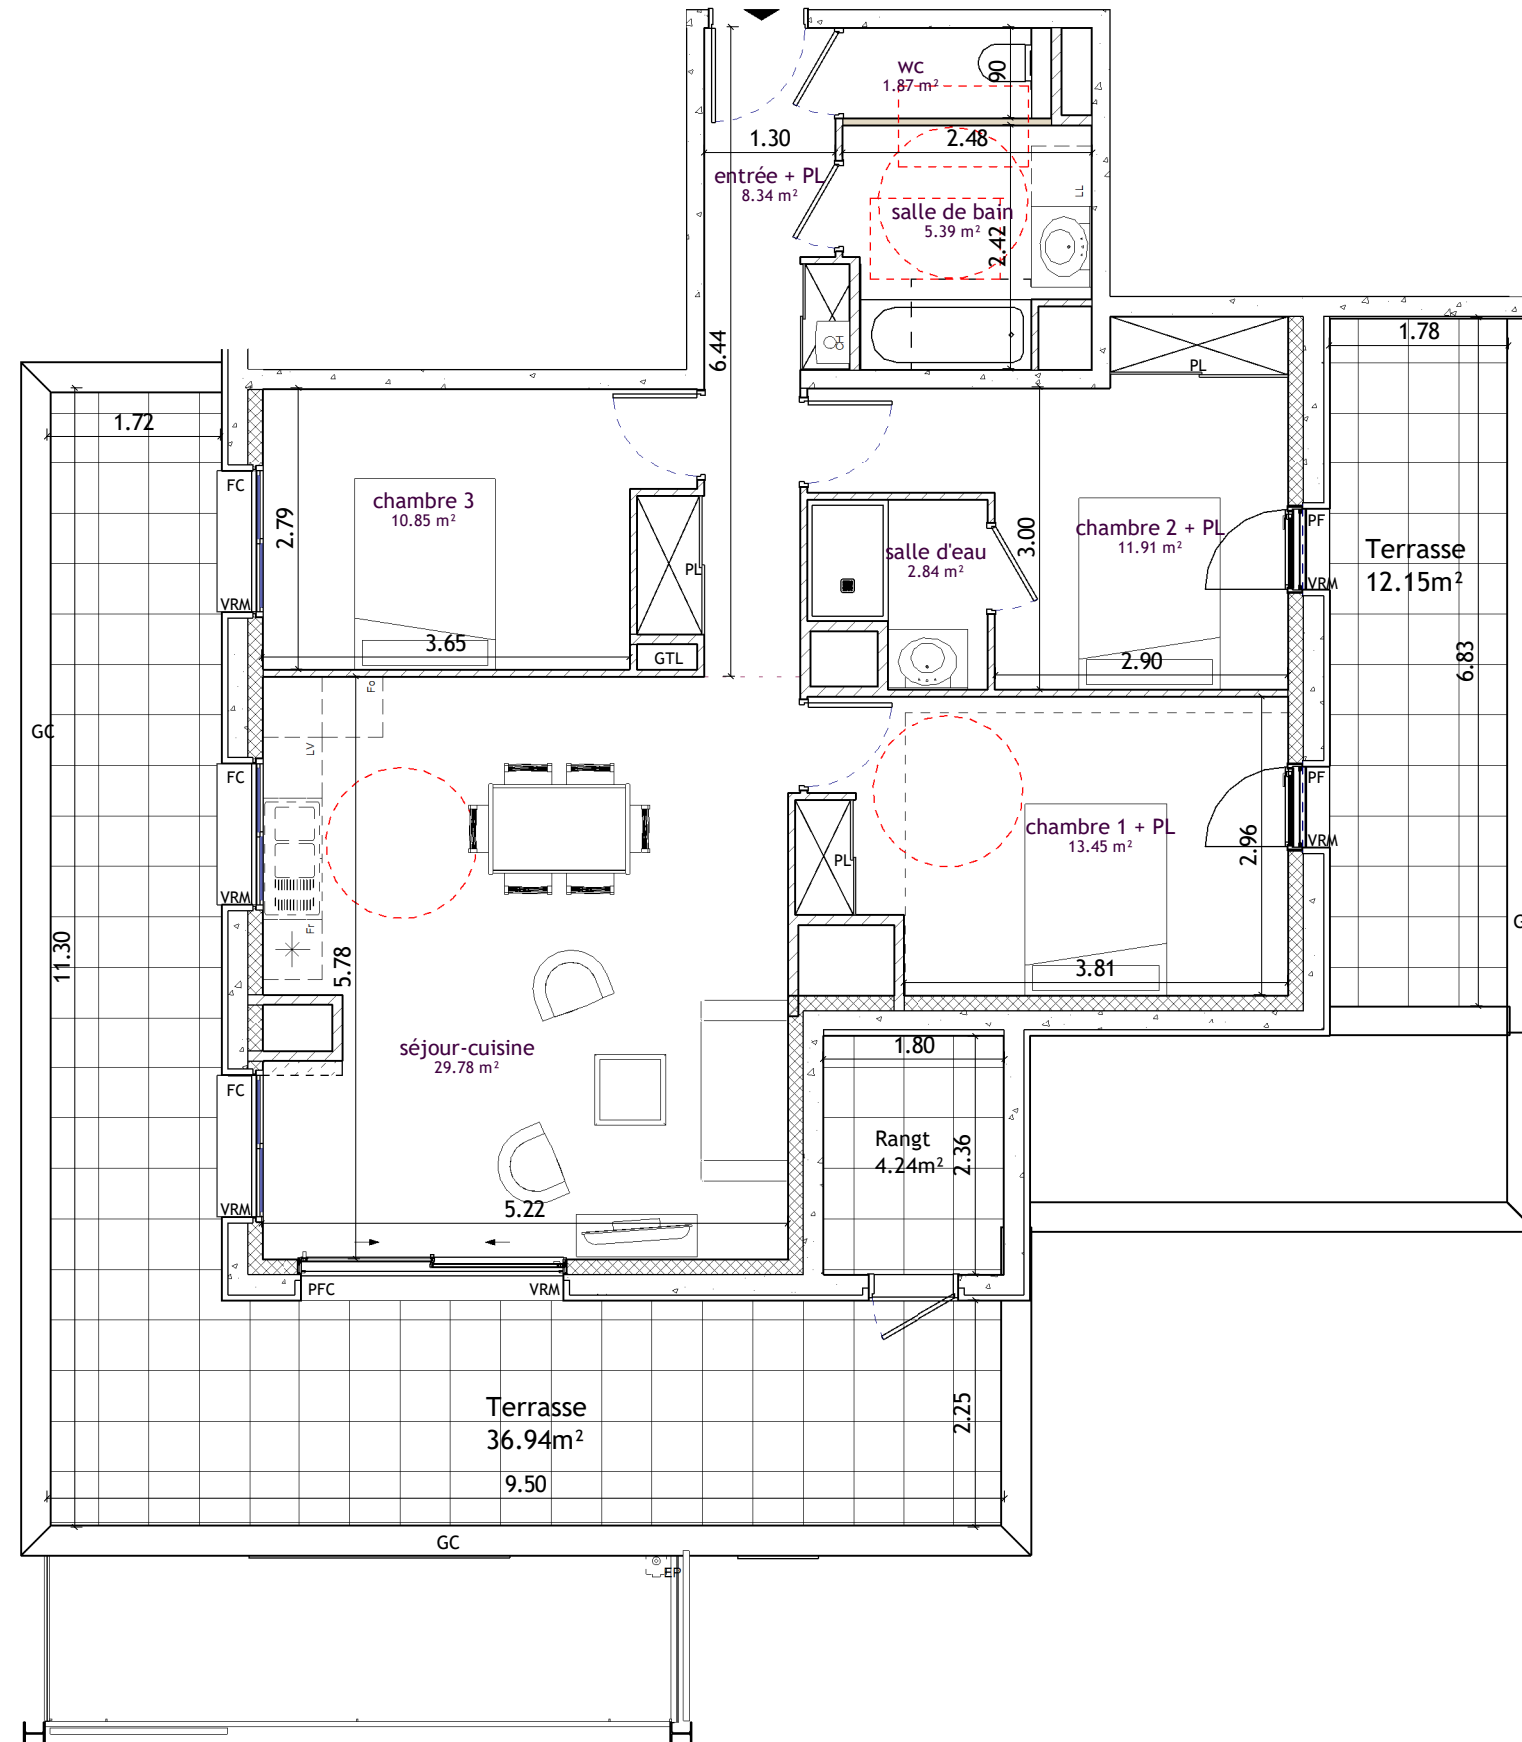 wc
1.87 m²
90
1.30
2.48
entrée + PL
8.34 m²
LL
salle de bain
5.39 m²
2.42
CH
6.44
PL
1.78
1.72
FC
chambre 3
10.85 m²
2.79
3.00
chambre 2 + PL
11.91 m²
PF
Terrasse
12.15m²
salle d'eau
2.84 m²
PL
VRM
VRM
3.65
GTL
2.90
6.83
Fo
GC
LV
FC
PF
chambre 1 + PL
13.45 m²
2.96
VRM
PL
VRM
Fr
11.30
5.78
3.81
séjour-cuisine
29.78 m²
1.80
FC
Rangt
4.24m²
2.36
VRM
5.22
PFC
VRM
Terrasse
36.94m²
2.25
9.50
GC
EP